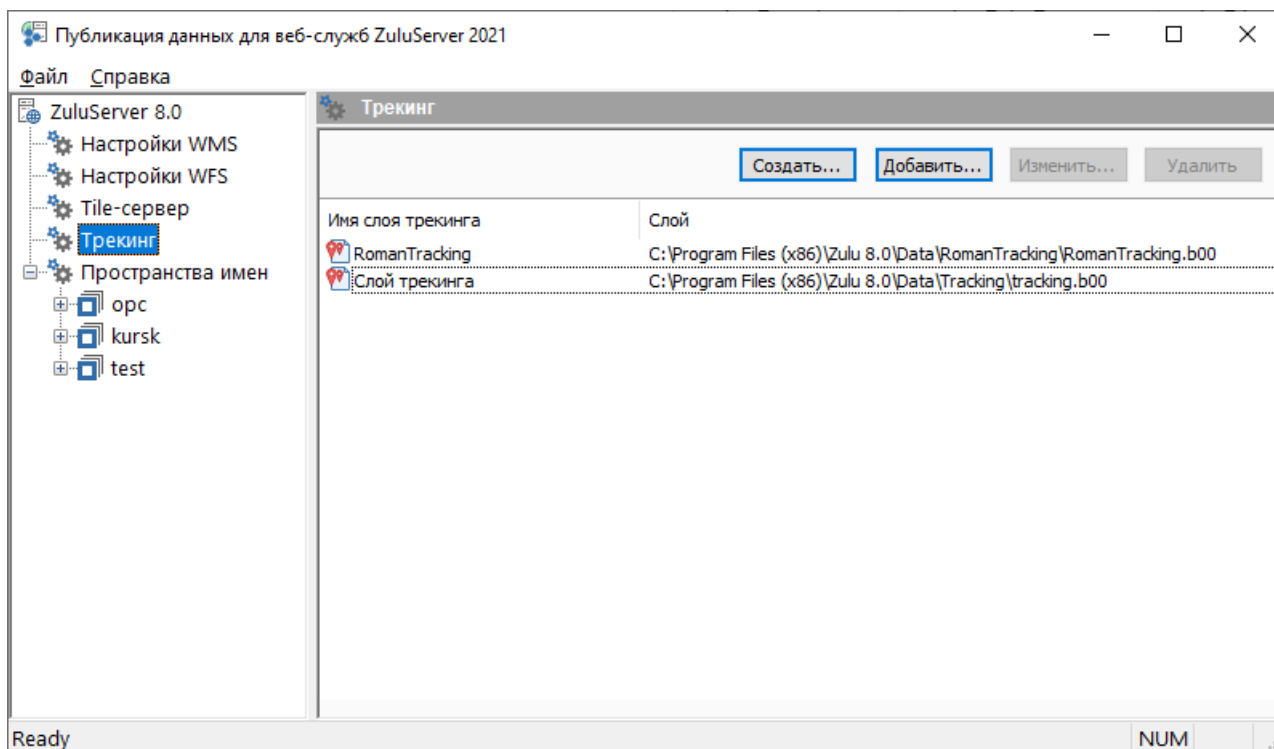 Публикация данных для веб-служб ZuluServer 2021
Файл Справка
ZuluServer 8.0
Настройки WMS
Настройки WFS
Tile-сервер
Трекинг
Пространства имен
opc
kursk
test
Трекинг
Создать... Добавить... Изменить... Удалить
Имя слоя трекинга Слой
RomanTracking C:\Program Files (x86)\Zulu 8.0\Data\RomanTracking\RomanTracking.b00
Слой трекинга C:\Program Files (x86)\Zulu 8.0\Data\Tracking\tracking.b00
Ready NUM